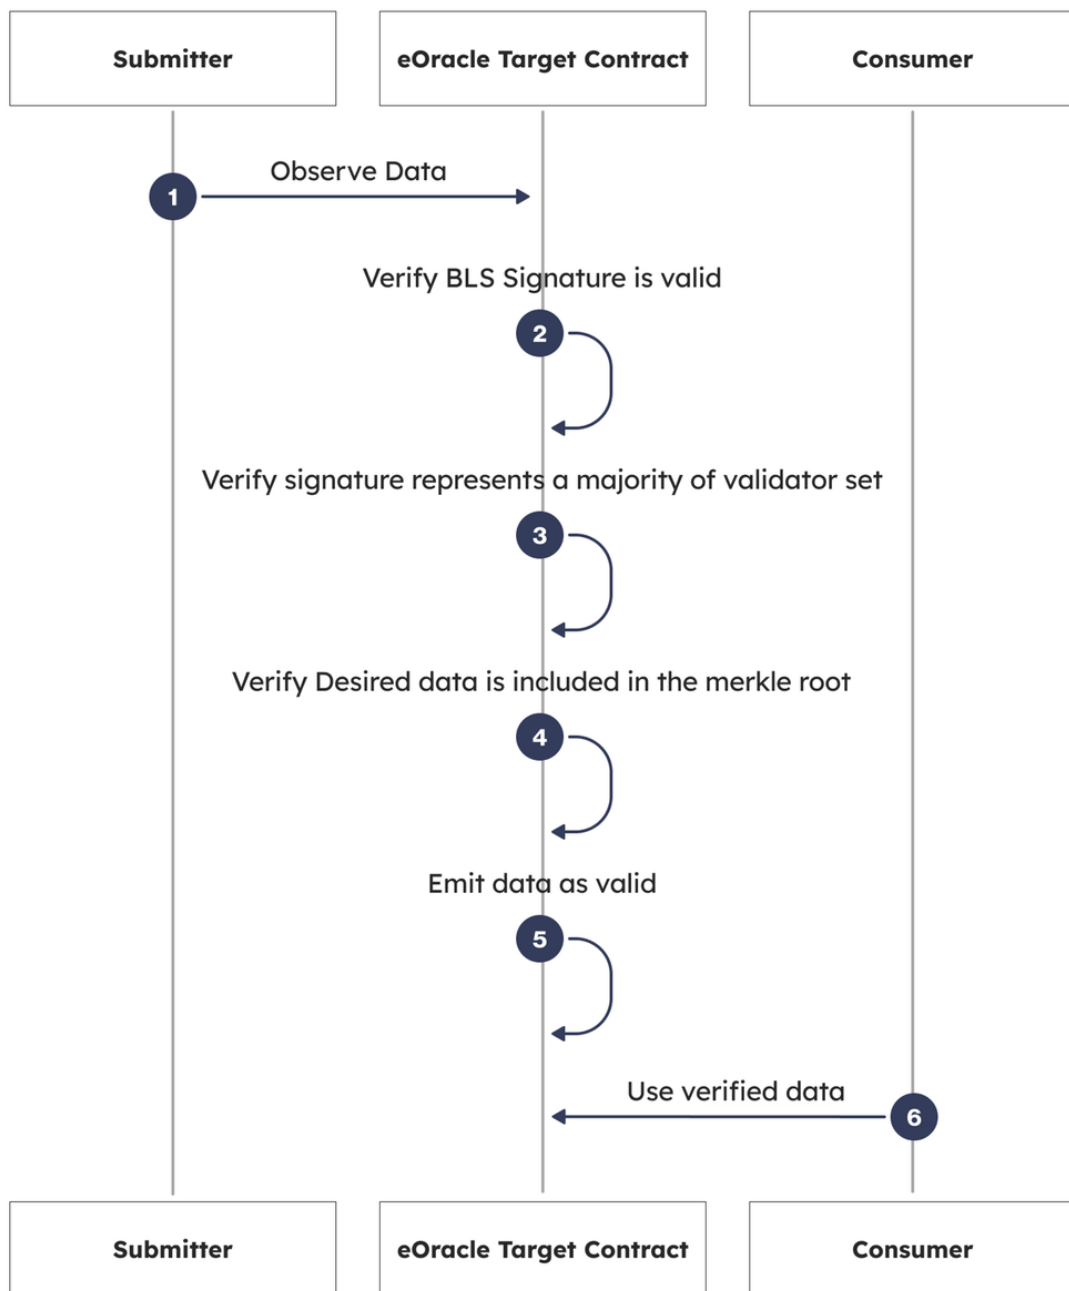 Submitter
eOracle Target Contract
Consumer
Observe Data
1
Verify BLS Signature is valid
2
Verify signature represents a majority of validator set
3
Verify Desired data is included in the merkle root
4
Emit data as valid
5
Use verified data
6
Submitter
eOracle Target Contract
Consumer